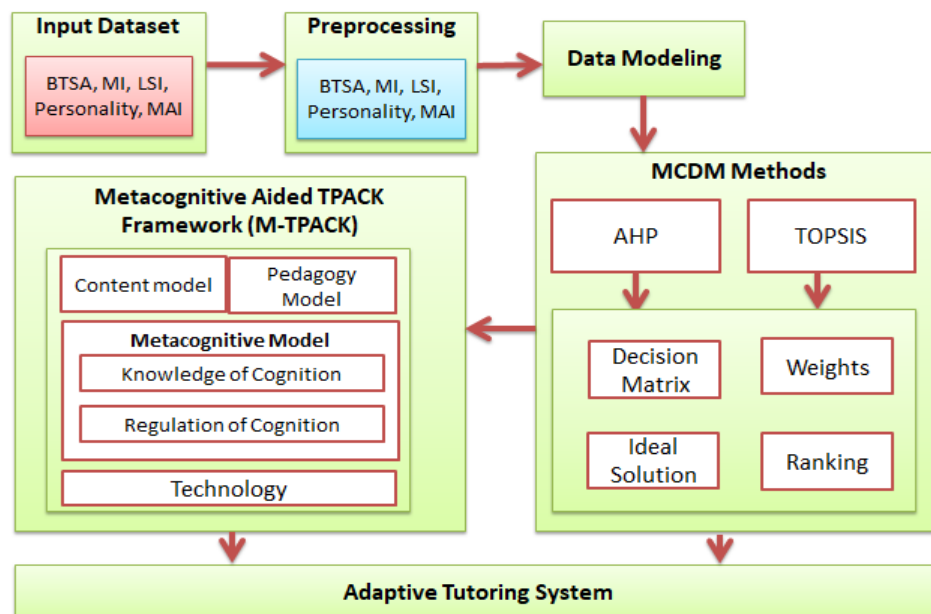 Input Dataset
BTSA, MI, LSI,
Personality, MAI
Preprocessing
BTSA, MI, LSI,
Personality, MAI
Data Modeling
MCDM Methods
AHP
TOPSIS
Decision
Matrix
Weights
Ideal
Solution
Ranking
Metacognitive Aided TPACK
Framework (M-TPACK)
Content model
Pedagogy
Model
Metacognitive Model
Knowledge of Cognition
Regulation of Cognition
Technology
Adaptive Tutoring System